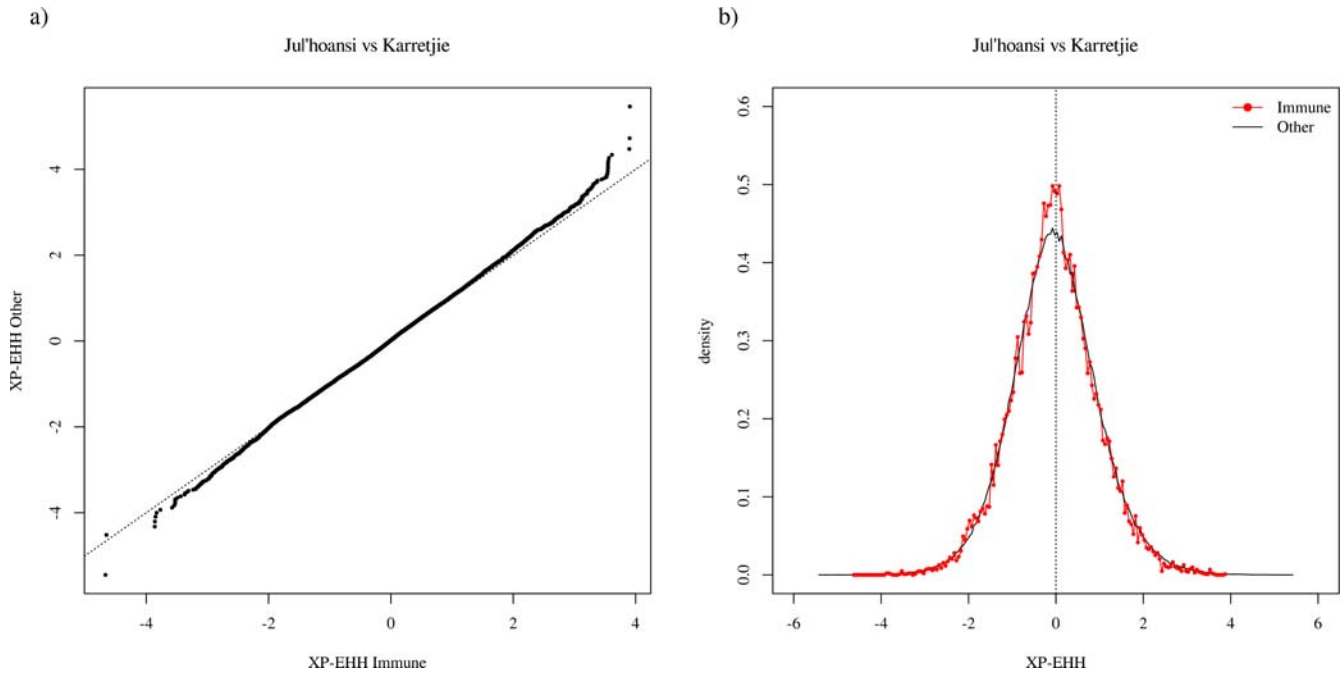 a)
Ju|'hoansi vs Karretjie
XP-EHH Other
4
2
0
-2
-4
-4
-2
0
2
4
XP-EHH Immune
b)
Ju|'hoansi vs Karretjie
Immune
Other
density
0.6
0.5
0.4
0.3
0.2
0.1
0.0
-6
-4
-2
0
2
4
6
XP-EHH